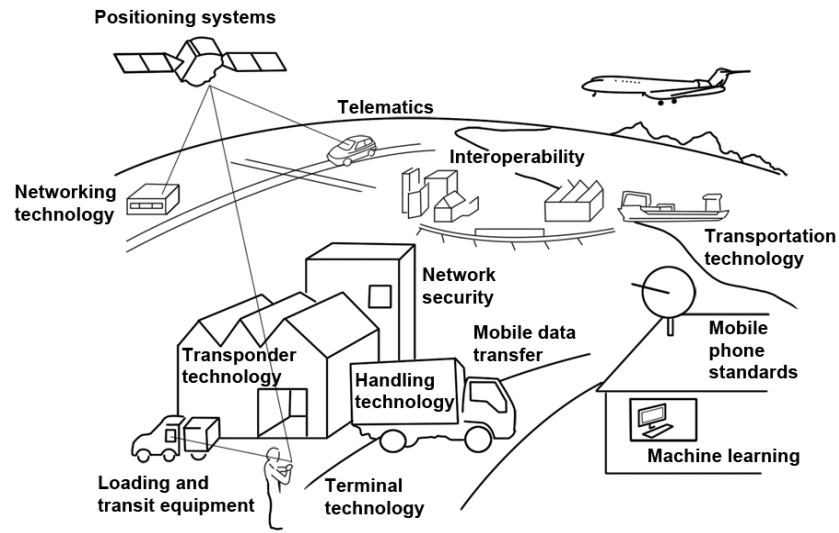 Positioning systems
Telematics
Interoperability
Networking
technology
Transportation
technology
Network
security
Mobile data
transfer
Mobile
phone
standards
Transponder
technology
Handling
technology
Machine learning
Loading and
transit equipment
Terminal
technology